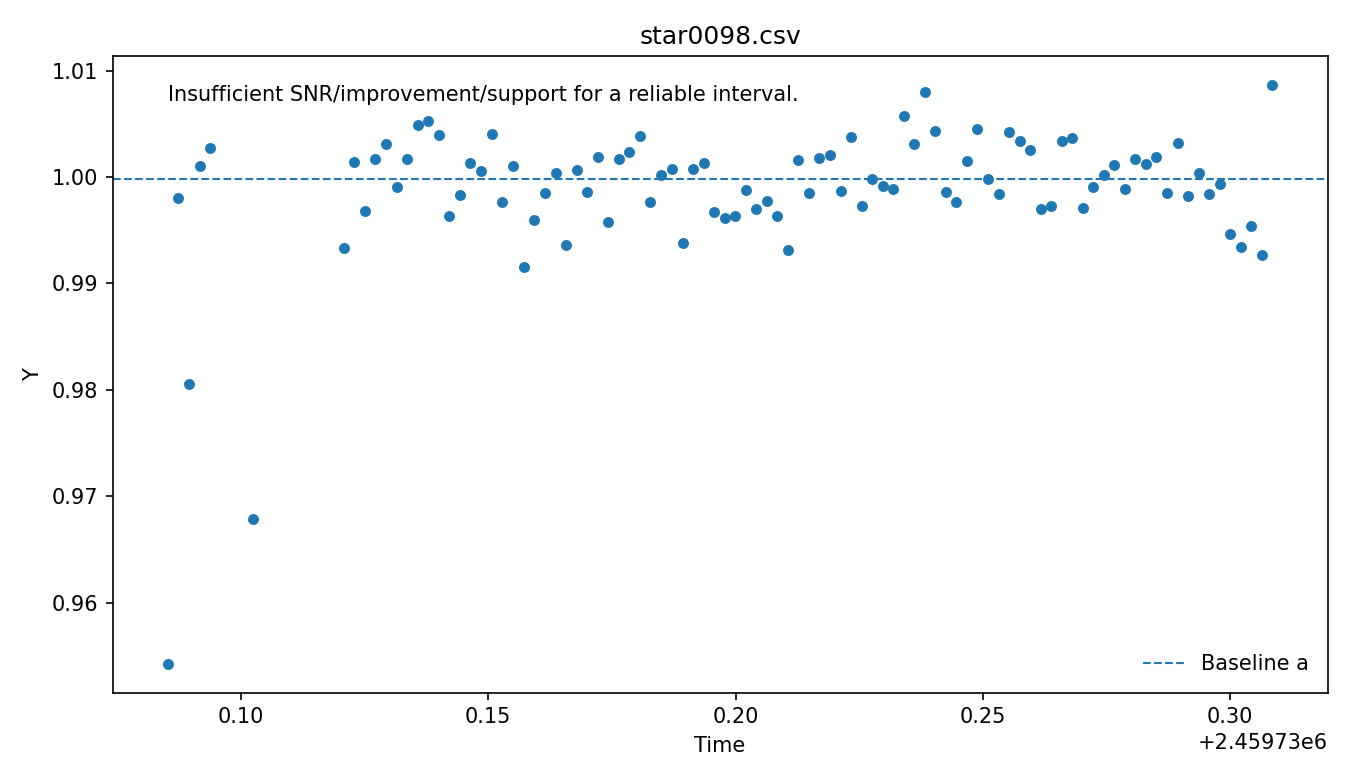 star0098.csv
Insufficient SNR/improvement/support for a reliable interval.
1.01
1.00
0.99
0.98
0.97
0.96
Y
Baseline a
0.10
0.15
0.20
0.25
0.30
Time
+2.45973e6